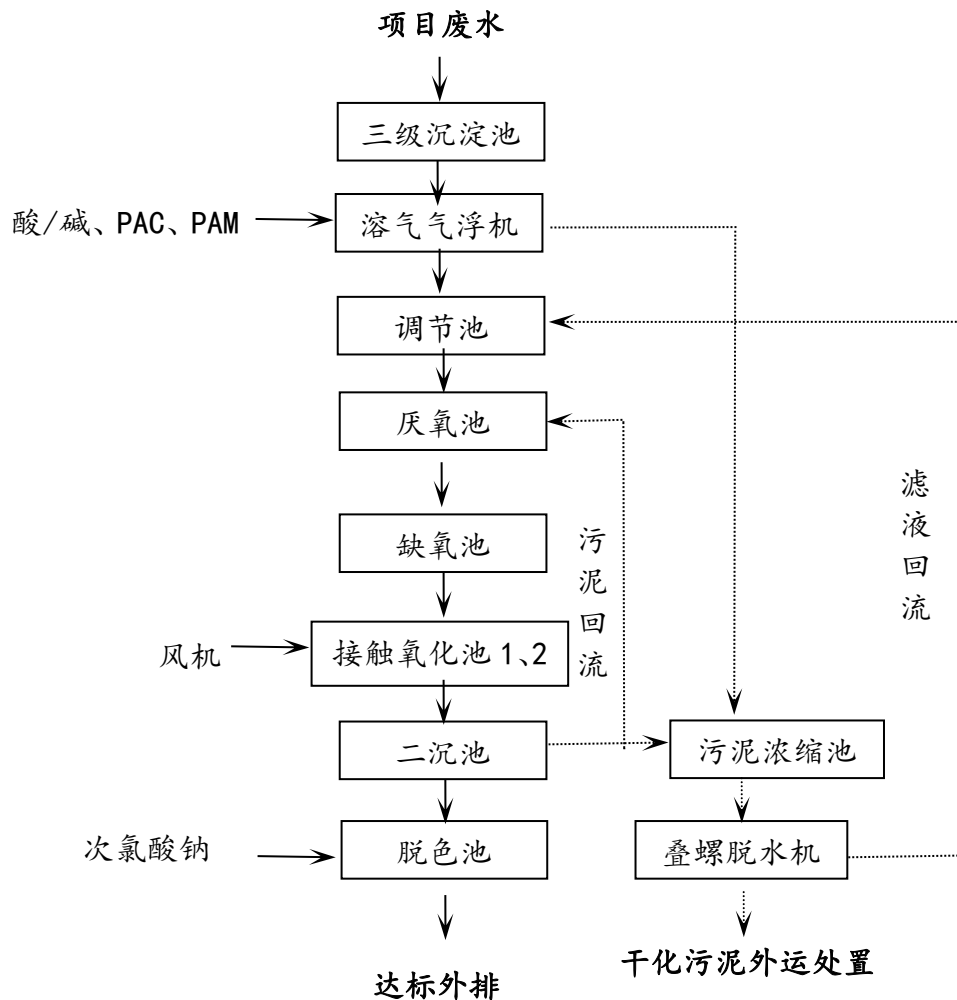 项目废水
三级沉淀池
酸/碱、PAC、PAM
溶气气浮机
调节池
厌氧池
缺氧池
污泥回流
滤液回流
风机
接触氧化池1、2
二沉池
污泥浓缩池
次氯酸钠
脱色池
叠螺脱水机
达标外排
干化污泥外运处置